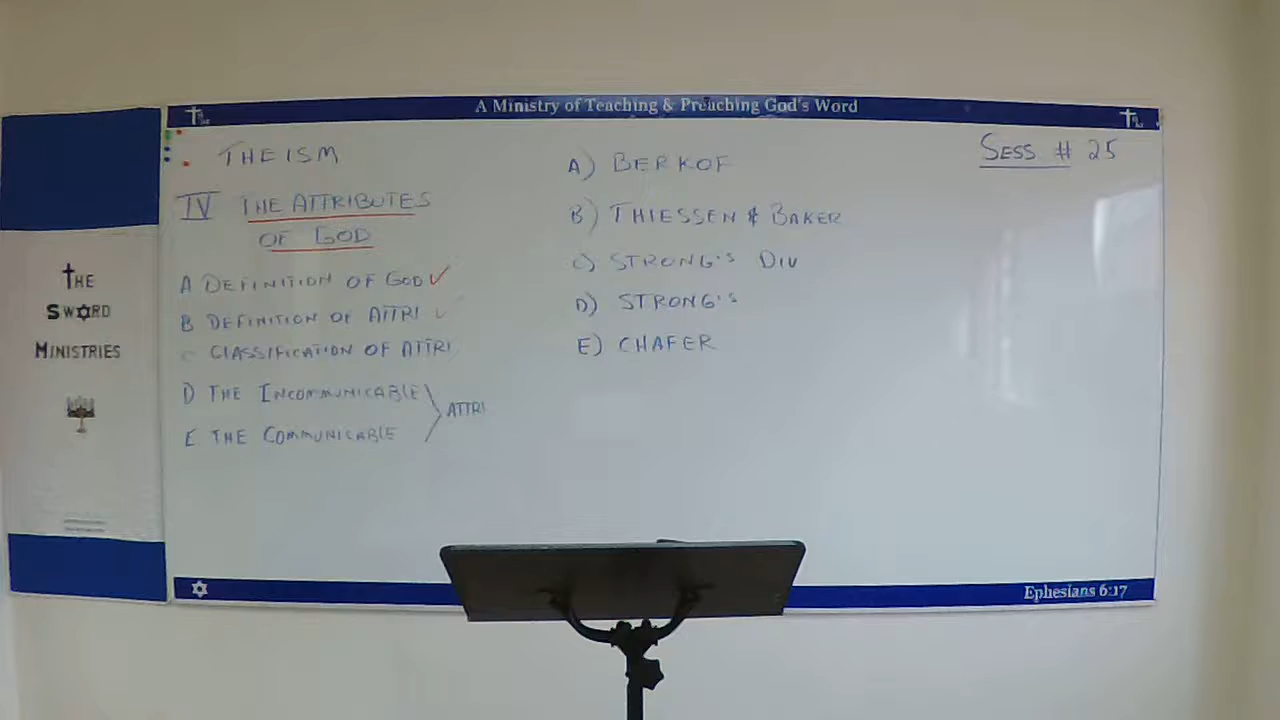 A Ministry of Teaching & Preaching God's Word
THEISM
IV THE ATTRIBUTES
OF GOD
A DEFINITION OF GOD ✓
B DEFINITION OF ATTRI ✓
C CLASSIFICATION OF ATTRI
D THE INCOMMUNICABLE
E THE COMMUNICABLE
ATTRI
A) BERKOF
B) THIESSEN & BAKER
C) STRONG'S DIV
D) STRONG'S
E) CHAFER
SESS # 25
THE
SWORD
MINISTRIES
Ephesians 6:17